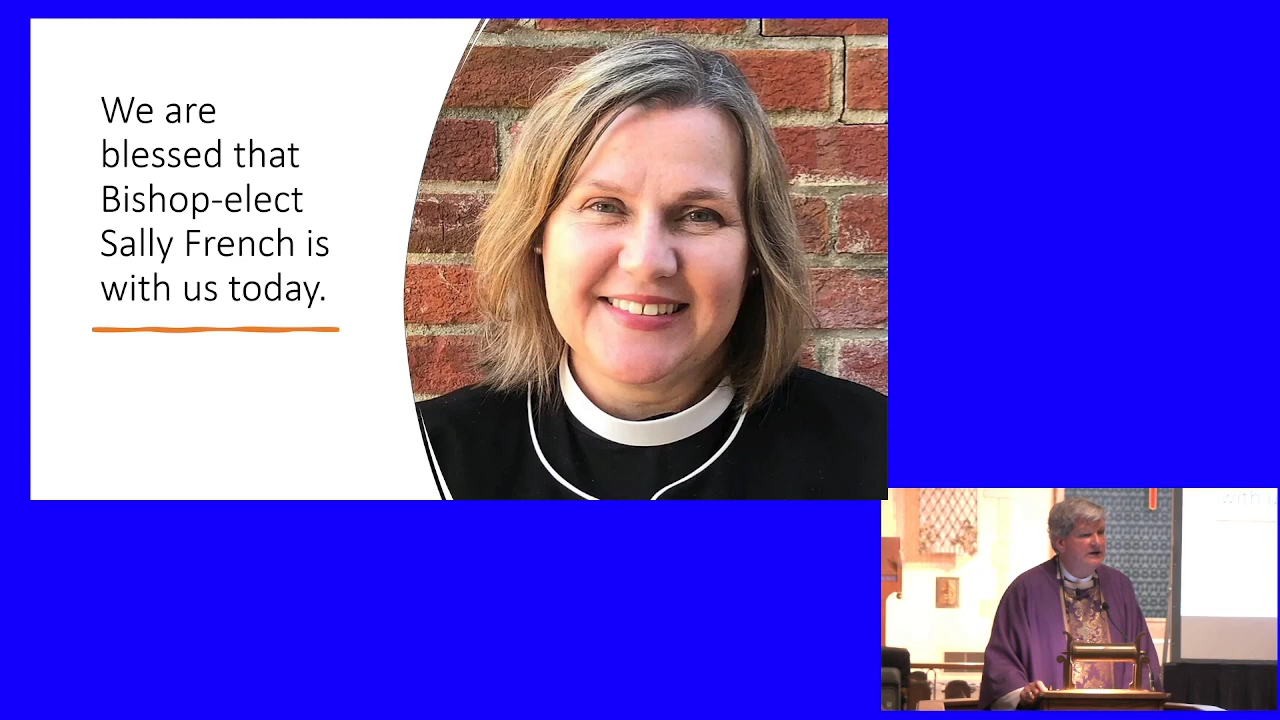 We are
blessed that
Bishop-elect
Sally French is
with us today.